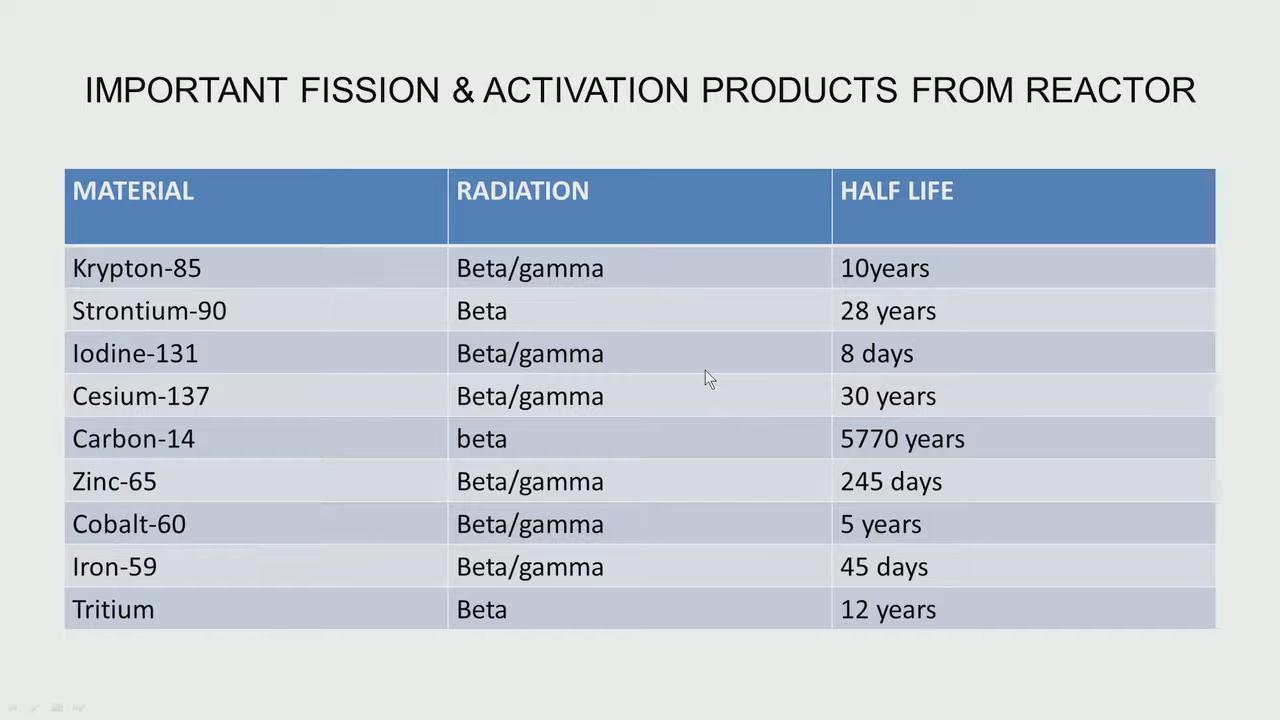 IMPORTANT FISSION & ACTIVATION PRODUCTS FROM REACTOR
MATERIAL RADIATION HALF LIFE
Krypton-85 Beta/gamma 10years
Strontium-90 Beta 28 years
Iodine-131 Beta/gamma 8 days
Cesium-137 Beta/gamma 30 years
Carbon-14 beta 5770 years
Zinc-65 Beta/gamma 245 days
Cobalt-60 Beta/gamma 5 years
Iron-59 Beta/gamma 45 days
Tritium Beta 12 years